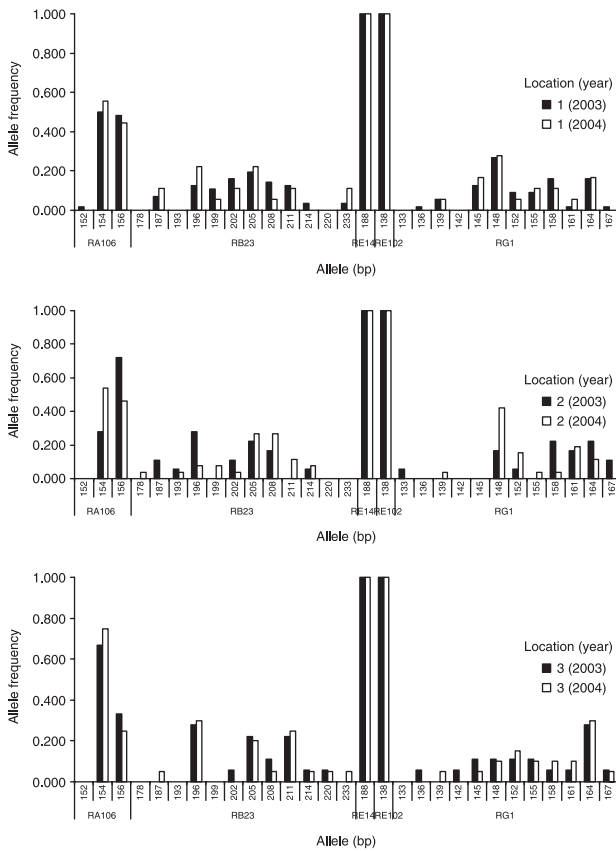 1.000
0.800
Location (year)
0.600
1 (2003)
0.400
1 (2004)
0.200
0.000
Allele frequency
152 154 156 178 187 193 196 199 202 205 208 211 214 220 233 188 138 133 136 139 142 145 148 152 155 158 161 164 167
RA106 RB23 RE14 RE102 RG1
Allele (bp)
1.000
0.800
Location (year)
0.600
2 (2003)
0.400
2 (2004)
0.200
0.000
Allele frequency
152 154 156 178 187 193 196 199 202 205 208 211 214 220 233 188 138 133 136 139 142 145 148 152 155 158 161 164 167
RA106 RB23 RE14 RE102 RG1
Allele (bp)
1.000
0.800
Location (year)
0.600
3 (2003)
0.400
3 (2004)
0.200
0.000
Allele frequency
152 154 156 178 187 193 196 199 202 205 208 211 214 220 233 188 138 133 136 139 142 145 148 152 155 158 161 164 167
RA106 RB23 RE14 RE102 RG1
Allele (bp)